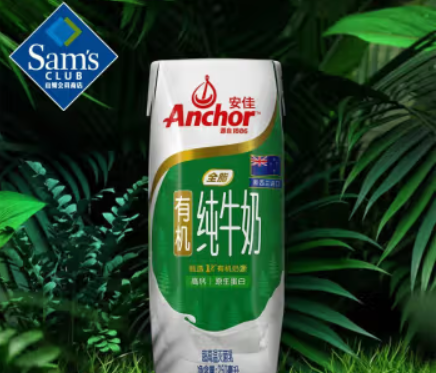 Sam's
CLUB
山姆会员商店
安佳
Anchor
源自1886
全脂
有机
纯牛奶
高钙 | 原生蛋白